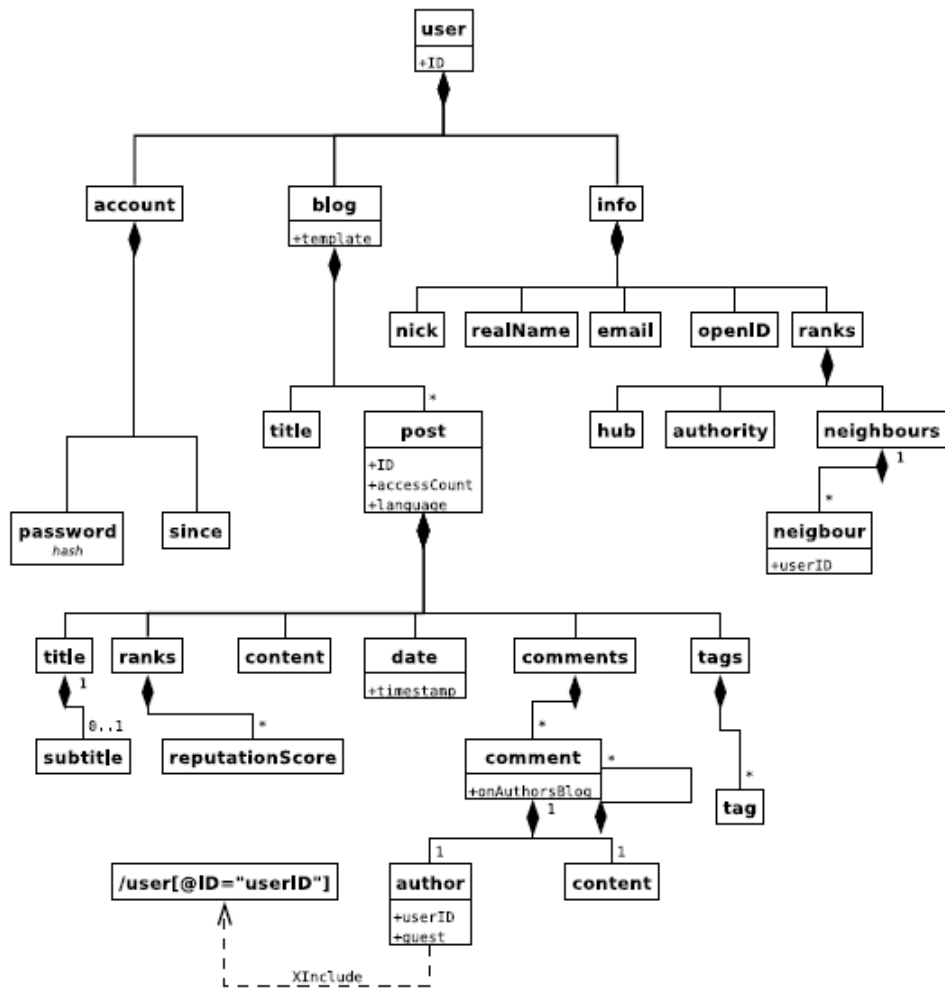 user
+ID
account
blog
+template
info
nick
realName
email
openID
ranks
title
*
post
+ID
+accessCount
+language
hub
authority
neighbours
1
*
password
hash
since
neigbour
+userID
title
1
ranks
content
date
+timestamp
comments
tags
0..1
subtitle
*
reputationScore
*
comment
+onAuthorsBlog
*
1
*
tag
1
1
/user[@ID="userID"]
author
+userID
+guest
content
XInclude